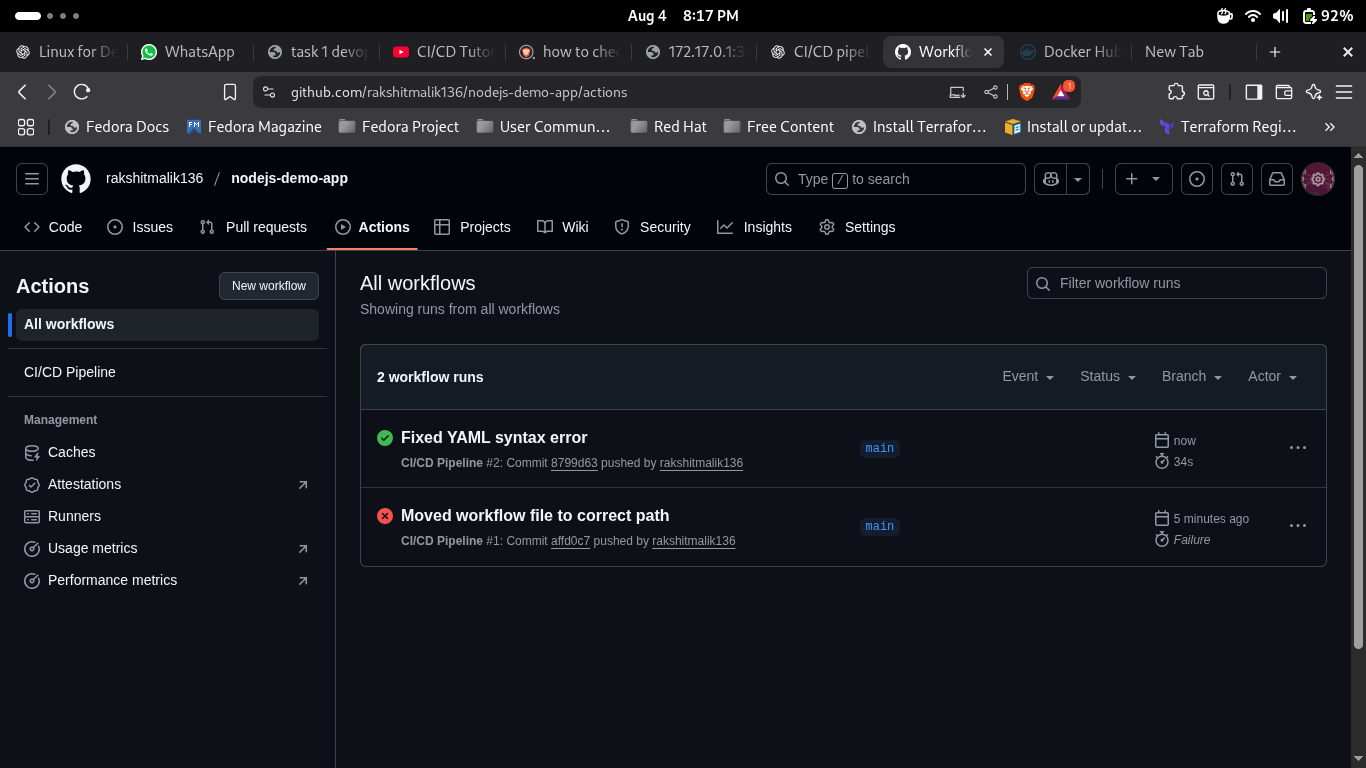 Aug 4 8:17 PM
92%
Linux for De
WhatsApp
task 1 devop
CI/CD Tuto
how to che
172.17.0.1:3
CI/CD pipel
Workflo
Docker Hub
New Tab
github.com/rakshitmalik136/nodejs-demo-app/actions
1
Fedora Docs
FM Fedora Magazine
Fedora Project
User Commun...
Red Hat
Free Content
Install Terrafor...
Install or updat...
Terraform Regi...
rakshitmalik136 / nodejs-demo-app
Type / to search
Code
Issues
Pull requests
Actions
Projects
Wiki
Security
Insights
Settings
Actions
New workflow
All workflows
CI/CD Pipeline
Management
Caches
Attestations
Runners
Usage metrics
Performance metrics
All workflows
Showing runs from all workflows
Filter workflow runs
2 workflow runs
Event
Status
Branch
Actor
Fixed YAML syntax error
CI/CD Pipeline #2: Commit 8799d63 pushed by rakshitmalik136
main
now
34s
Moved workflow file to correct path
CI/CD Pipeline #1: Commit affd0c7 pushed by rakshitmalik136
main
5 minutes ago
Failure